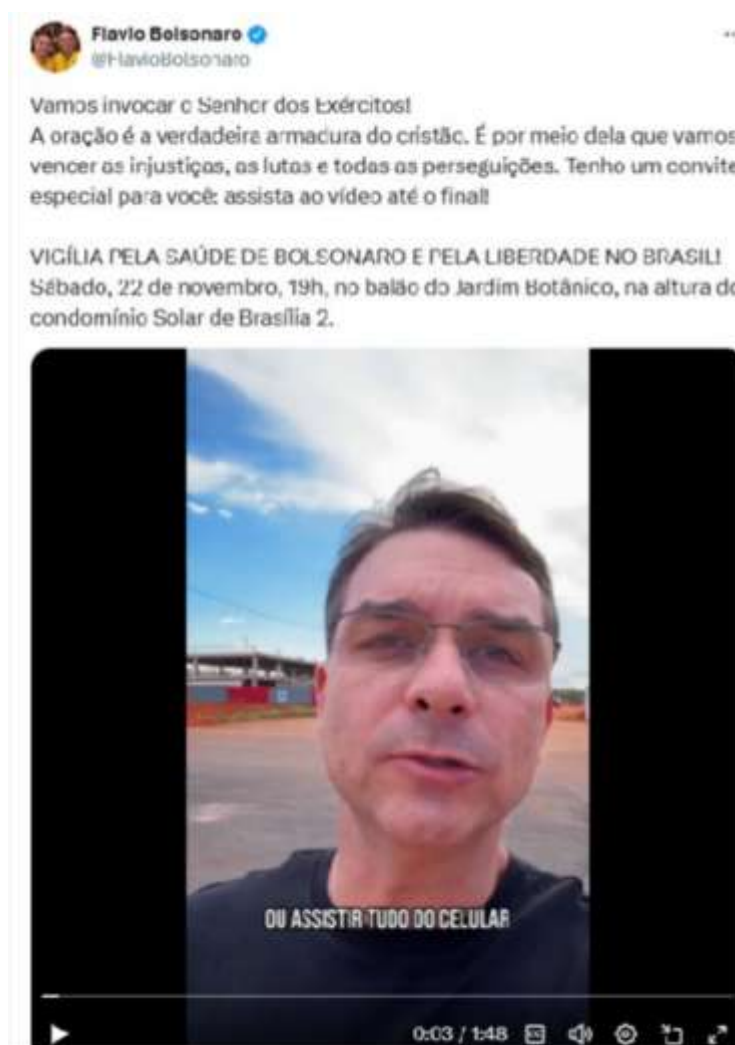 Flavio Bolsonaro
@FlavioBolsonaro
Vamos invocar o Senhor dos Exércitos!
A oração é a verdadeira armadura do cristão. É por meio dela que vamos
vencer as injustiças, as lutas e todas as perseguições. Tenho um convite
especial para você: assista ao vídeo até o final!
VIGÍLIA PELA SAÚDE DE BOLSONARO E PELA LIBERDADE NO BRASIL!
Sábado, 22 de novembro, 19h, no balão do Jardim Botânico, na altura do
condomínio Solar de Brasília 2.
OU ASSISTIR TUDO DO CELULAR
0:03 / 1:48